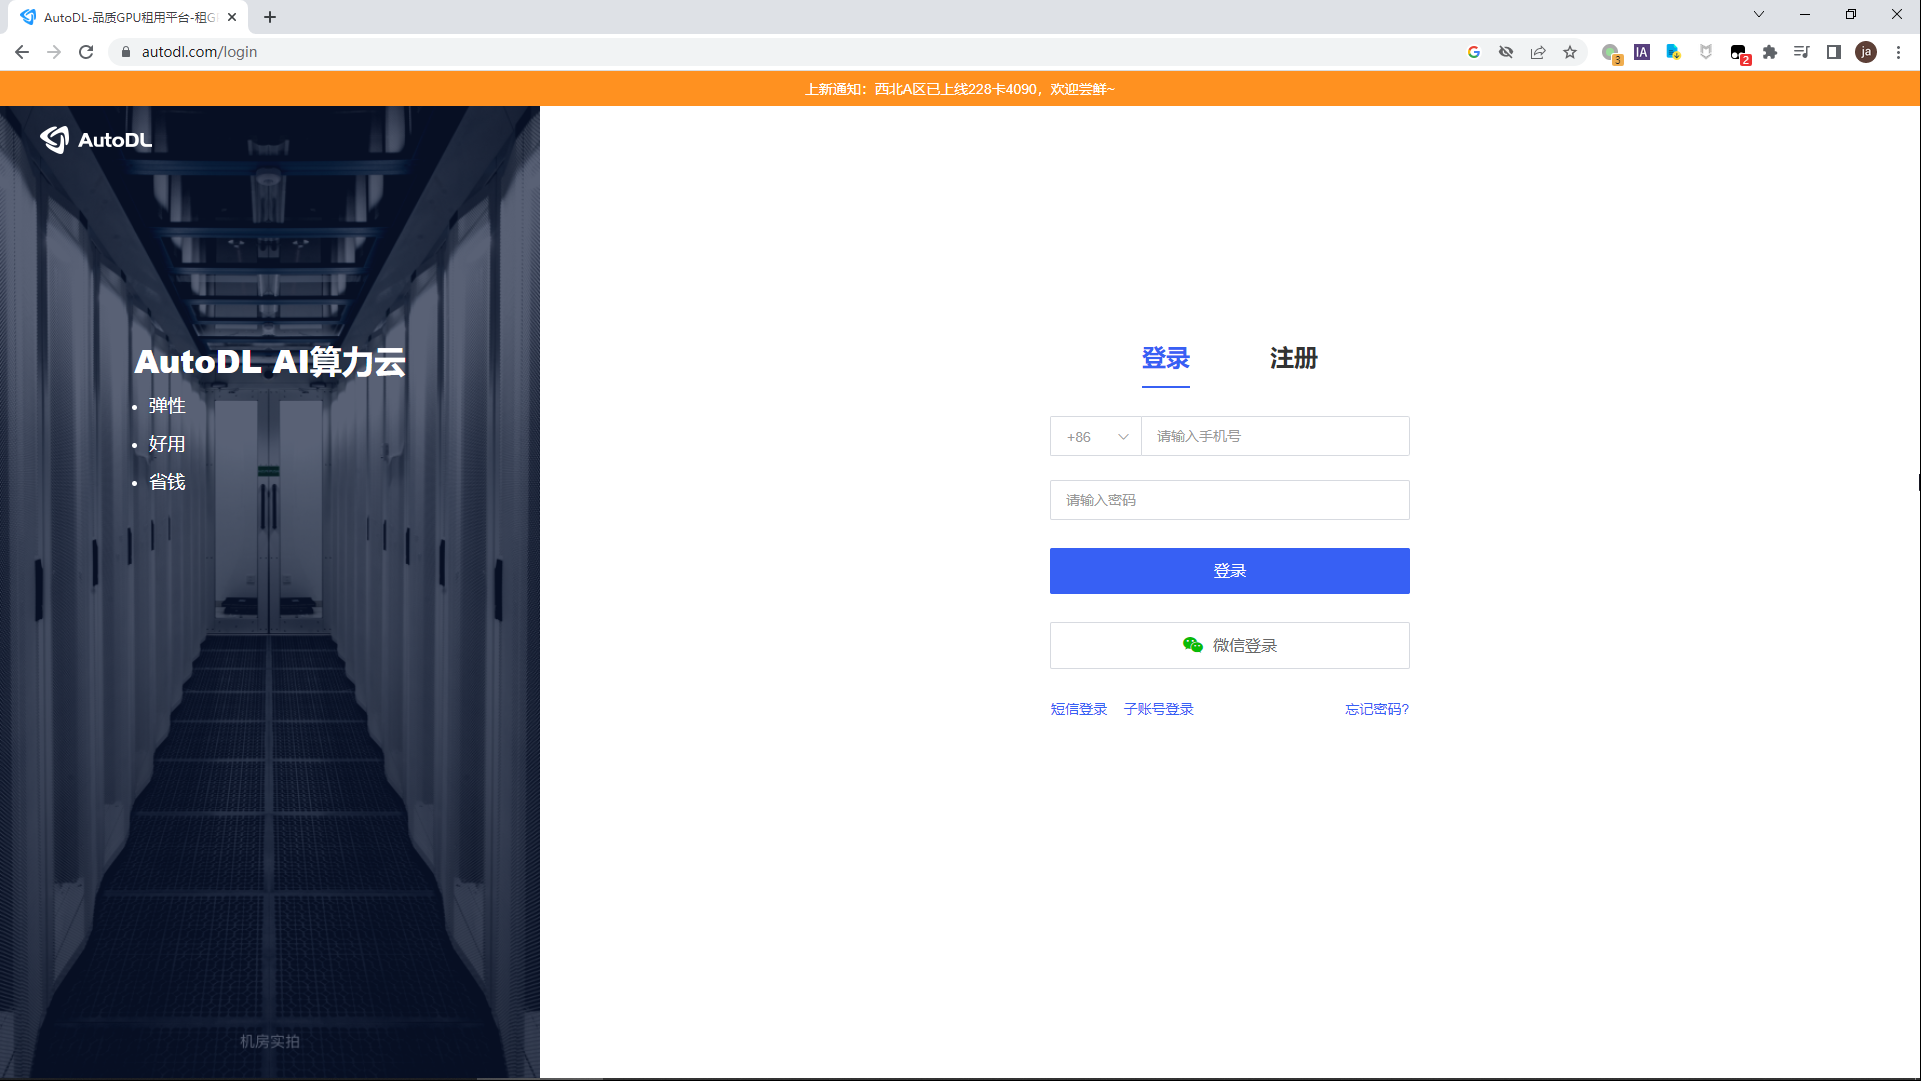 AutoDL-品质GPU租用平台-租G
autodl.com/login
3
IA
2
ja
上新通知：西北A区已上线228卡4090，欢迎尝鲜~
AutoDL
AutoDL AI算力云
弹性
好用
省钱
机房实拍
登录 注册
+86 请输入手机号
请输入密码
登录
微信登录
短信登录 子账号登录 忘记密码?